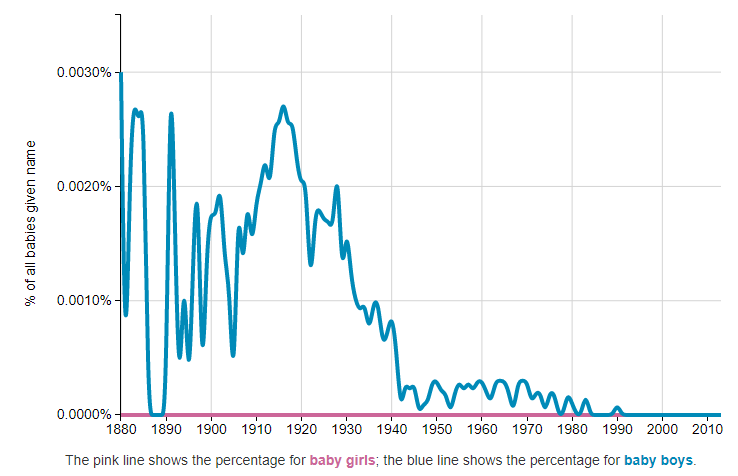 % of all babies given name
0.0030%
0.0020%
0.0010%
0.0000%
1880 1890 1900 1910 1920 1930 1940 1950 1960 1970 1980 1990 2000 2010
The pink line shows the percentage for baby girls; the blue line shows the percentage for baby boys.